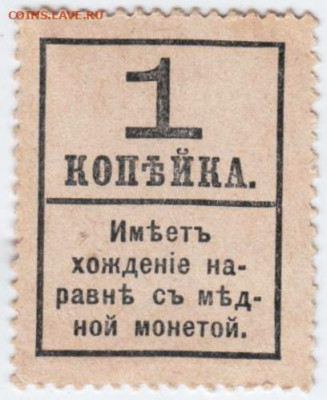 COINS.LAVE.RU
1
КОПѢЙКА.
Имѣетъ
хожденіе на-
равнѣ съ мѣд-
ной монетой.